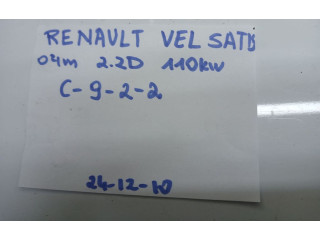 RENAULT VEL SATIS
04m 2.2D 110kw
C-9-2-2
24-12-10